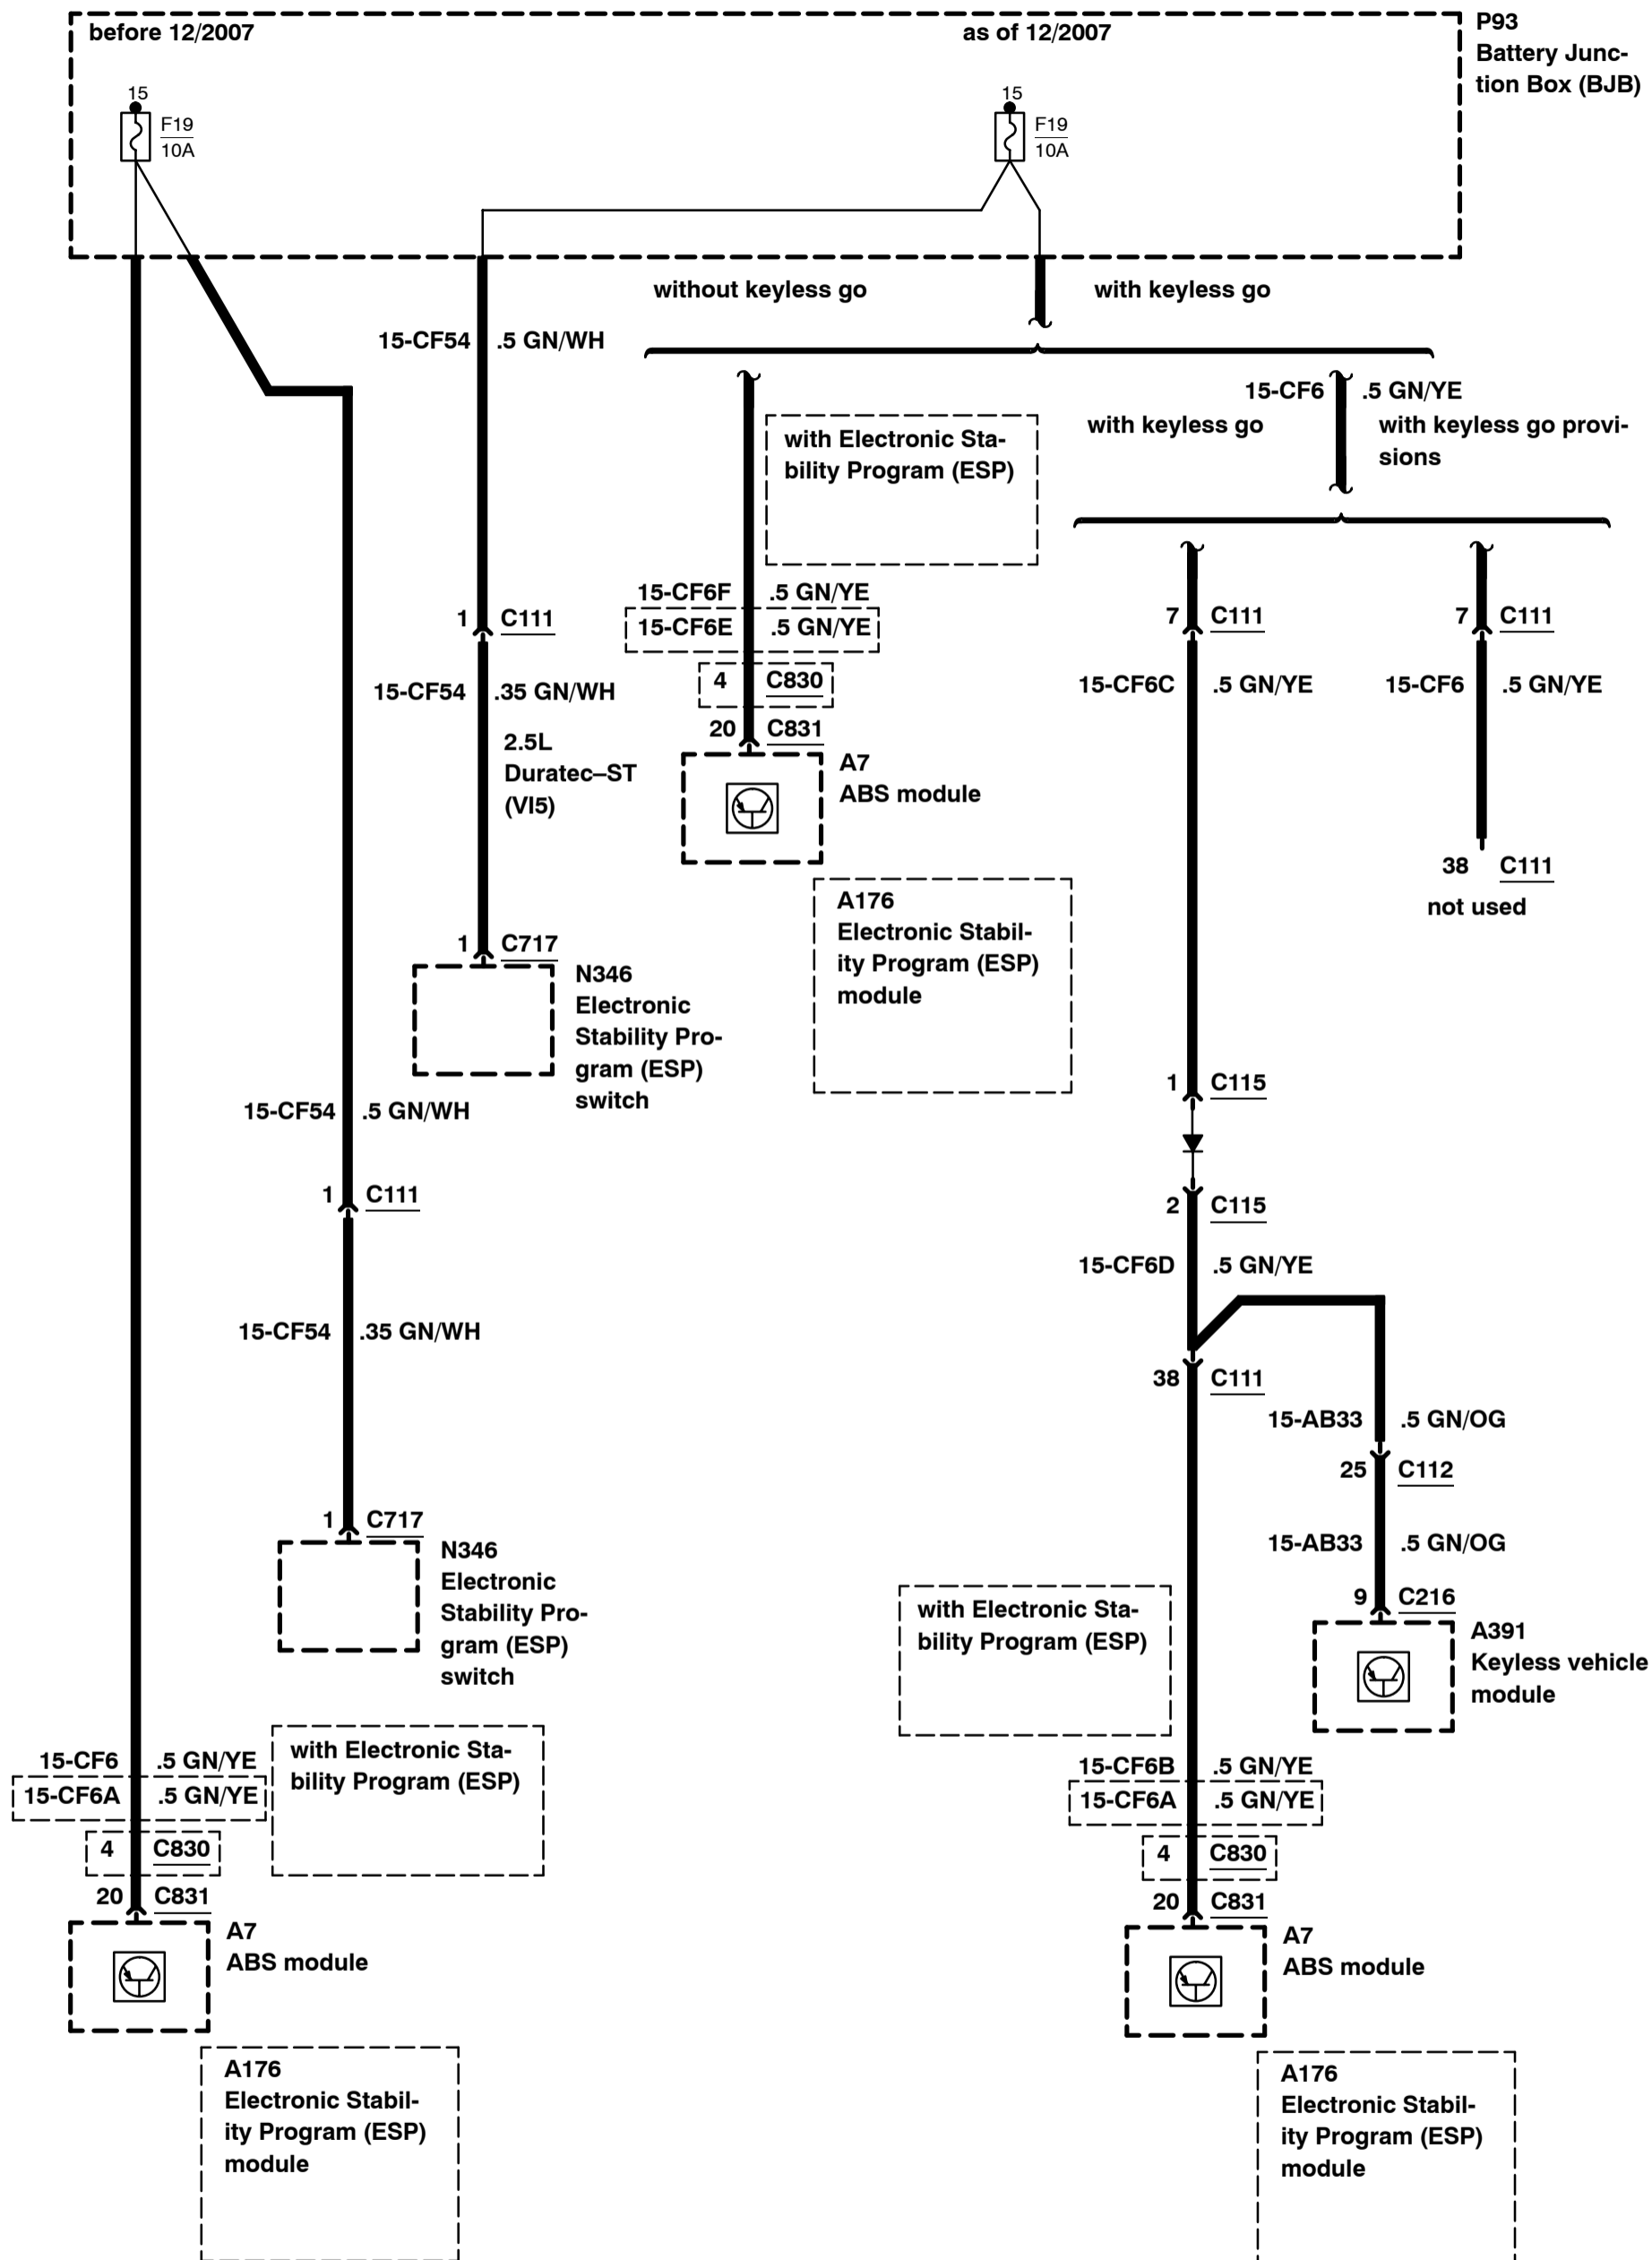 before 12/2007
as of 12/2007
P93
Battery Junc-
tion Box (BJB)
15
F19
10A
15
F19
10A
without keyless go
with keyless go
15-CF54 .5 GN/WH
15-CF6 .5 GN/YE
with keyless go
with keyless go provi-
sions
with Electronic Sta-
bility Program (ESP)
15-CF6F .5 GN/YE
15-CF6E .5 GN/YE
1 C111
7 C111
7 C111
4 C830
15-CF54 .35 GN/WH
15-CF6C .5 GN/YE
15-CF6 .5 GN/YE
20 C831
2.5L
Duratec–ST
(VI5)
A7
ABS module
38 C111
not used
A176
Electronic Stabil-
ity Program (ESP)
module
1 C717
N346
Electronic
Stability Pro-
gram (ESP)
switch
15-CF54 .5 GN/WH
1 C115
1 C111
2 C115
15-CF6D .5 GN/YE
15-CF54 .35 GN/WH
38 C111
15-AB33 .5 GN/OG
25 C112
1 C717
15-AB33 .5 GN/OG
N346
Electronic
Stability Pro-
gram (ESP)
switch
9 C216
with Electronic Sta-
bility Program (ESP)
A391
Keyless vehicle
module
15-CF6 .5 GN/YE
15-CF6A .5 GN/YE
with Electronic Sta-
bility Program (ESP)
15-CF6B .5 GN/YE
15-CF6A .5 GN/YE
4 C830
4 C830
20 C831
20 C831
A7
ABS module
A7
ABS module
A176
Electronic Stabil-
ity Program (ESP)
module
A176
Electronic Stabil-
ity Program (ESP)
module